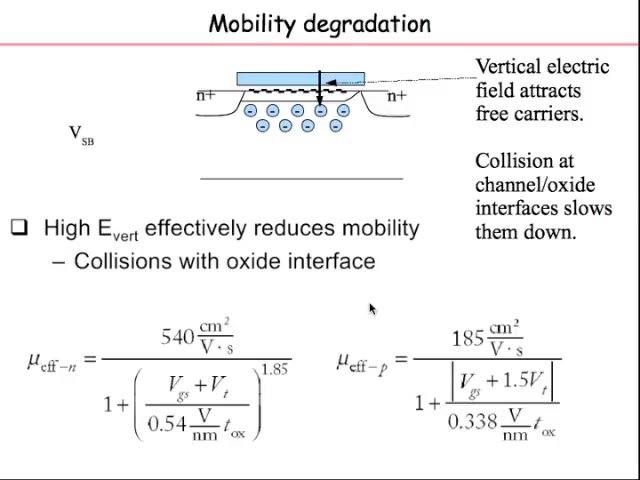 Mobility degradation
n+ n+
V_SB
Vertical electric
field attracts
free carriers.
Collision at
channel/oxide
interfaces slows
them down.
❑ High E_vert effectively reduces mobility
– Collisions with oxide interface
μ_eff−n = 540 cm²/V·s / (1 + ((V_gs + V_t) / (0.54 V/nm t_ox))^1.85)
μ_eff−p = 185 cm²/V·s / (1 + |V_gs + 1.5V_t| / (0.338 V/nm t_ox))